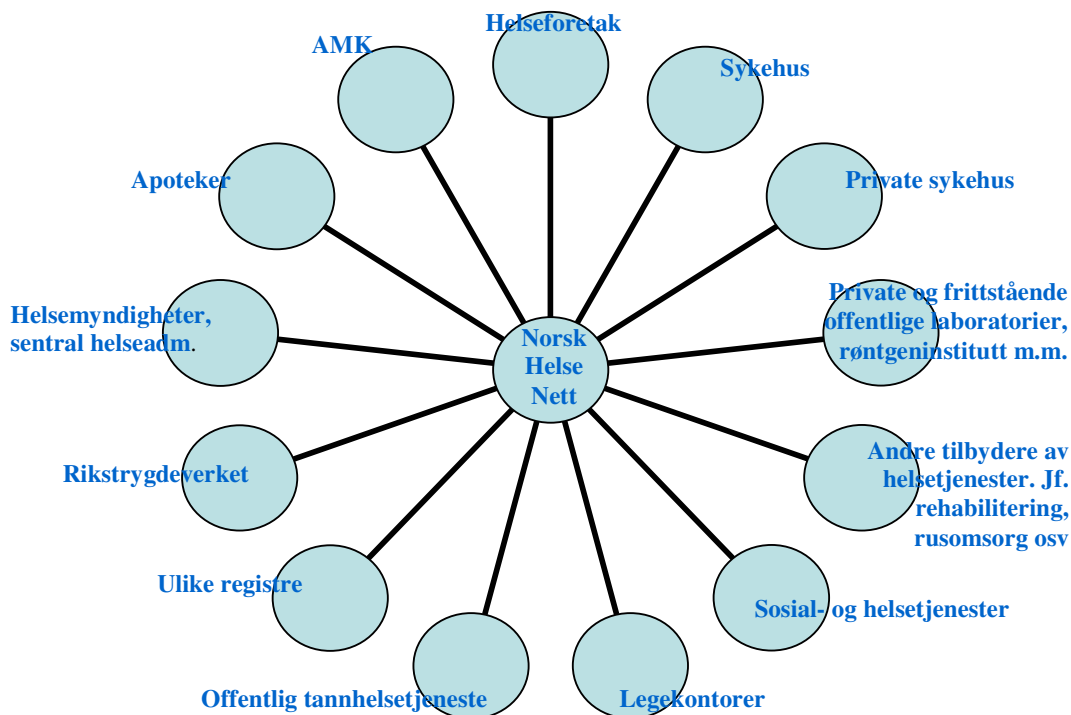 Helseforetak
AMK
Sykehus
Apoteker
Private sykehus
Helsemyndigheter,
sentral helseadm.
Private og frittstående
offentlige laboratorier,
røntgeninstitutt m.m.
Norsk
Helse
Nett
Rikstrygdeverket
Andre tilbydere av
helsetjenester. Jf.
rehabilitering,
rusomsorg osv
Ulike registre
Sosial- og helsetjenester
Offentlig tannhelsetjeneste
Legekontorer